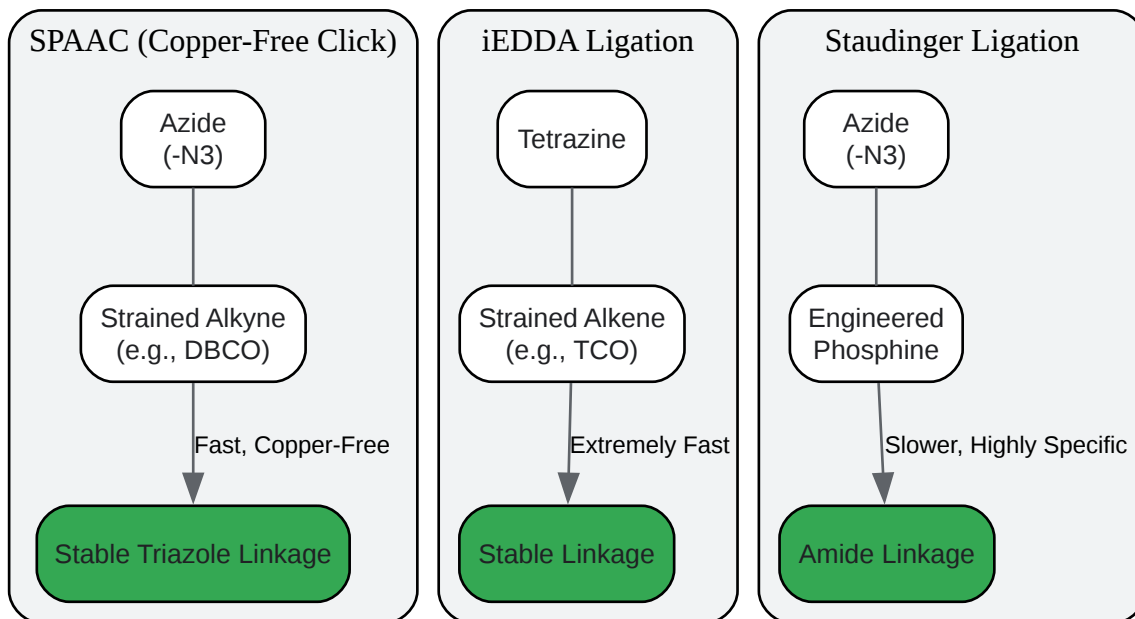 SPAAC (Copper-Free Click)
Azide
(-N3)
Strained Alkyne
(e.g., DBCO)
Fast, Copper-Free
Stable Triazole Linkage
iEDDA Ligation
Tetrazine
Strained Alkene
(e.g., TCO)
Extremely Fast
Stable Linkage
Staudinger Ligation
Azide
(-N3)
Engineered
Phosphine
Slower, Highly Specific
Amide Linkage